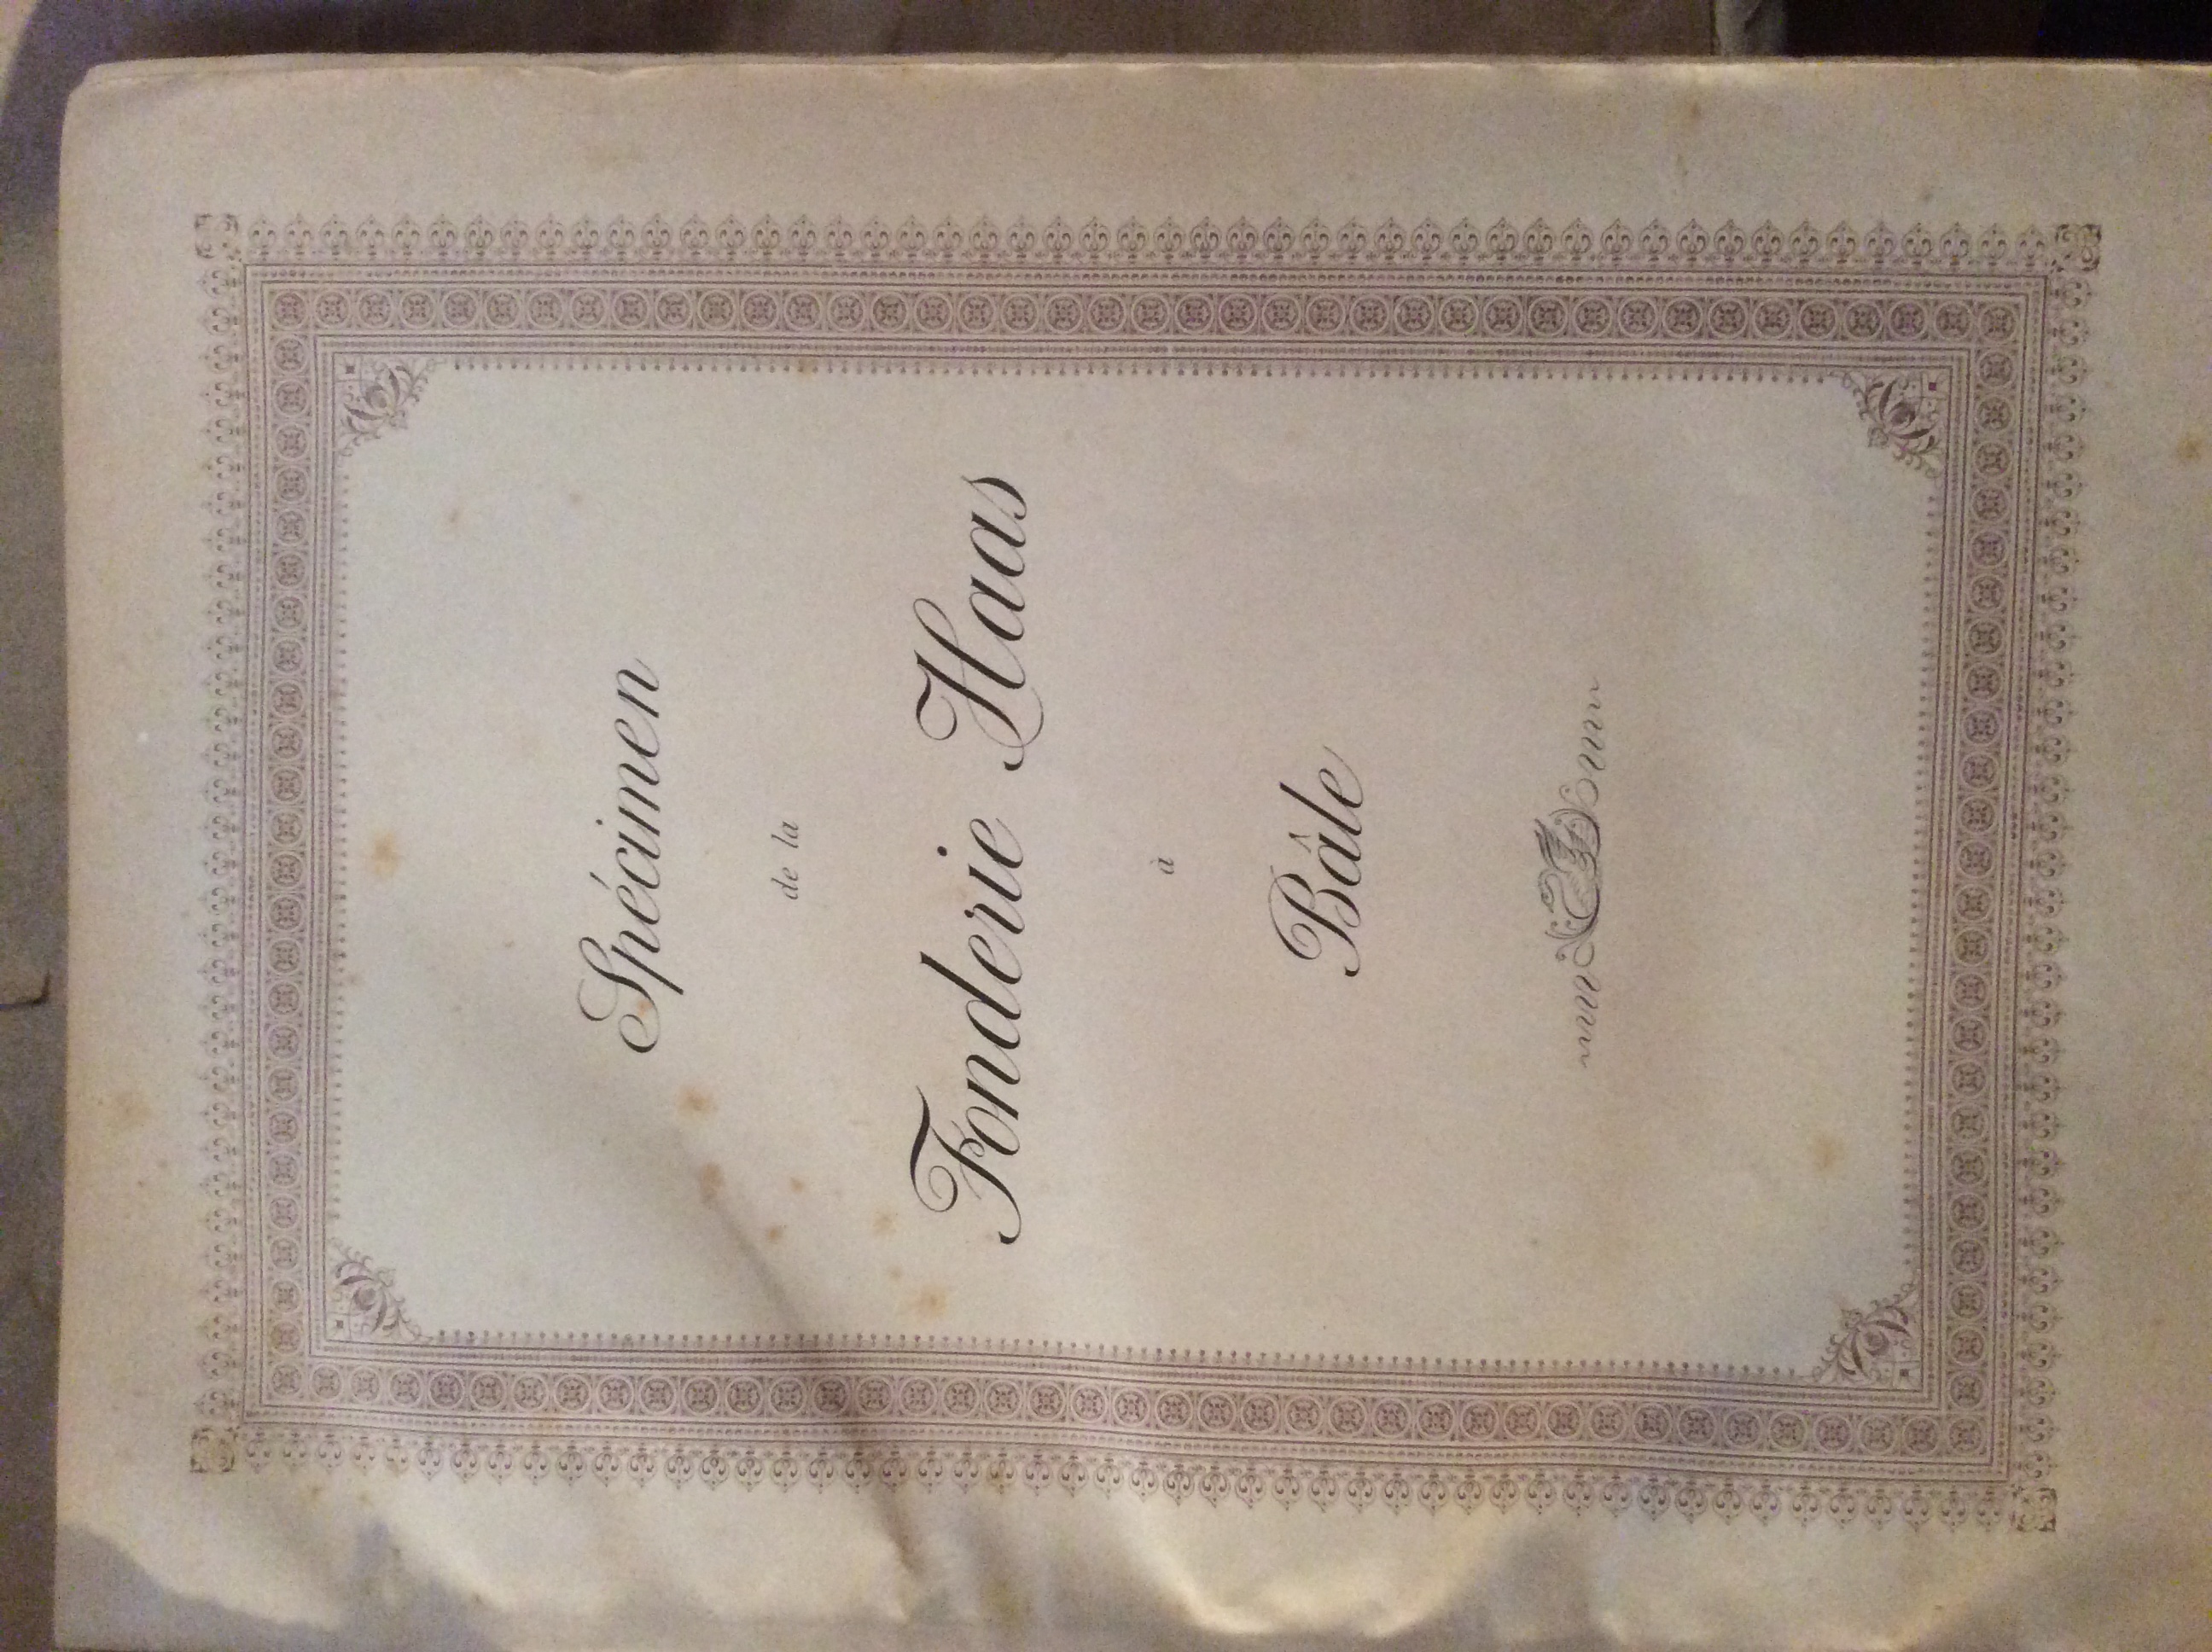 Spécimen
de la
Fonderie Haas
à
Bâle